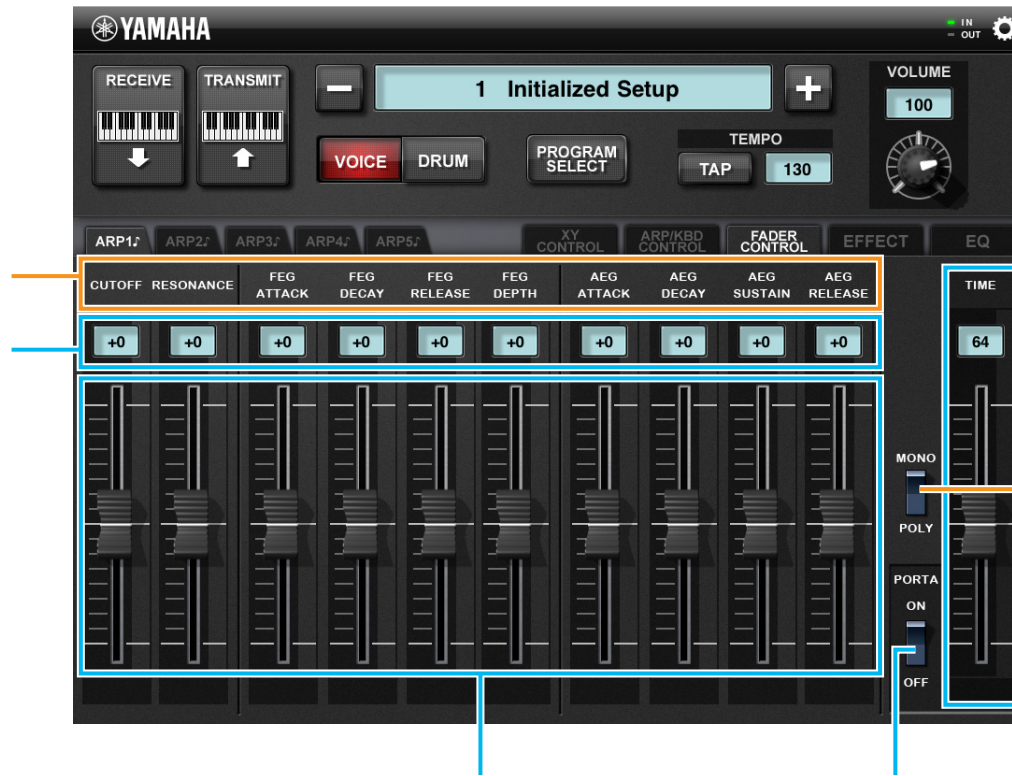 YAMAHA
IN
OUT
RECEIVE
TRANSMIT
1 Initialized Setup
VOLUME
100
VOICE
DRUM
PROGRAM
SELECT
TEMPO
TAP
130
ARP1♪
ARP2♪
ARP3♪
ARP4♪
ARP5♪
XY
CONTROL
ARP/KBD
CONTROL
FADER
CONTROL
EFFECT
EQ
CUTOFF
RESONANCE
FEG
ATTACK
FEG
DECAY
FEG
RELEASE
FEG
DEPTH
AEG
ATTACK
AEG
DECAY
AEG
SUSTAIN
AEG
RELEASE
TIME
+0
+0
+0
+0
+0
+0
+0
+0
+0
+0
64
MONO
POLY
PORTA
ON
OFF